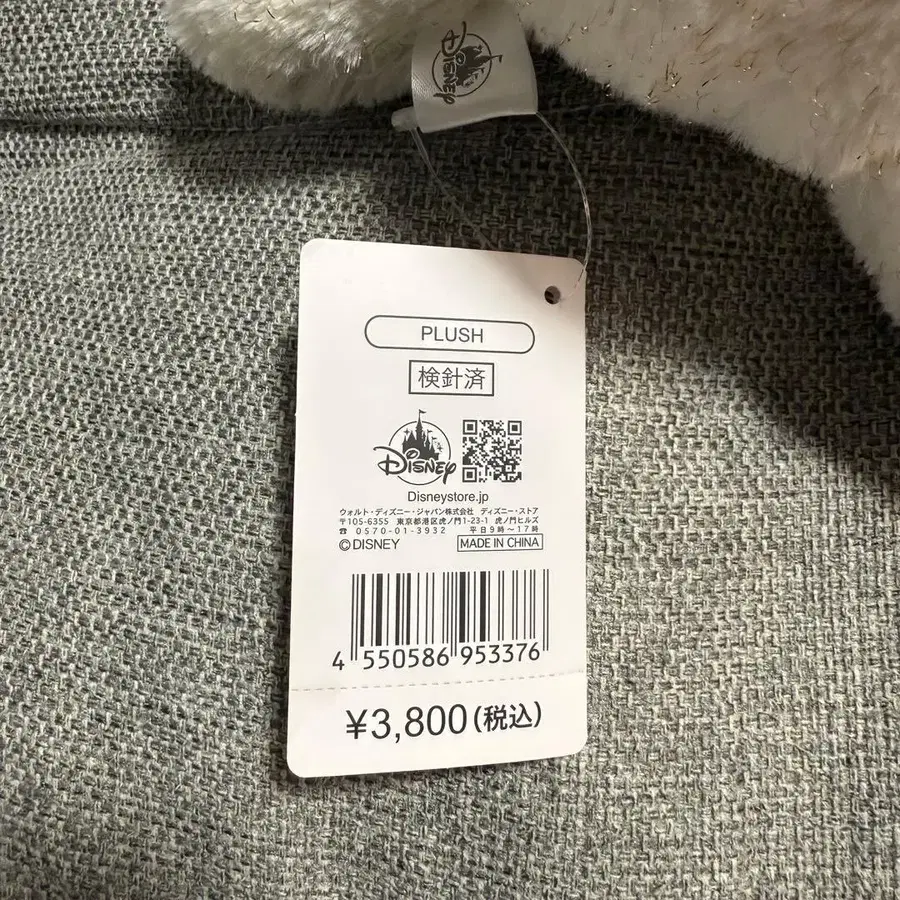 DISNEY
PLUSH
検針済
DISNEY
Disneystore.jp
ウォルト・ディズニー・ジャパン株式会社 ディズニー・ストア
〒105-6355 東京都港区虎ノ門1-23-1 虎ノ門ヒルズ
☎ 0570-01-3932 平日9時～17時
©DISNEY MADE IN CHINA
4 550586 953376
¥3,800(税込)